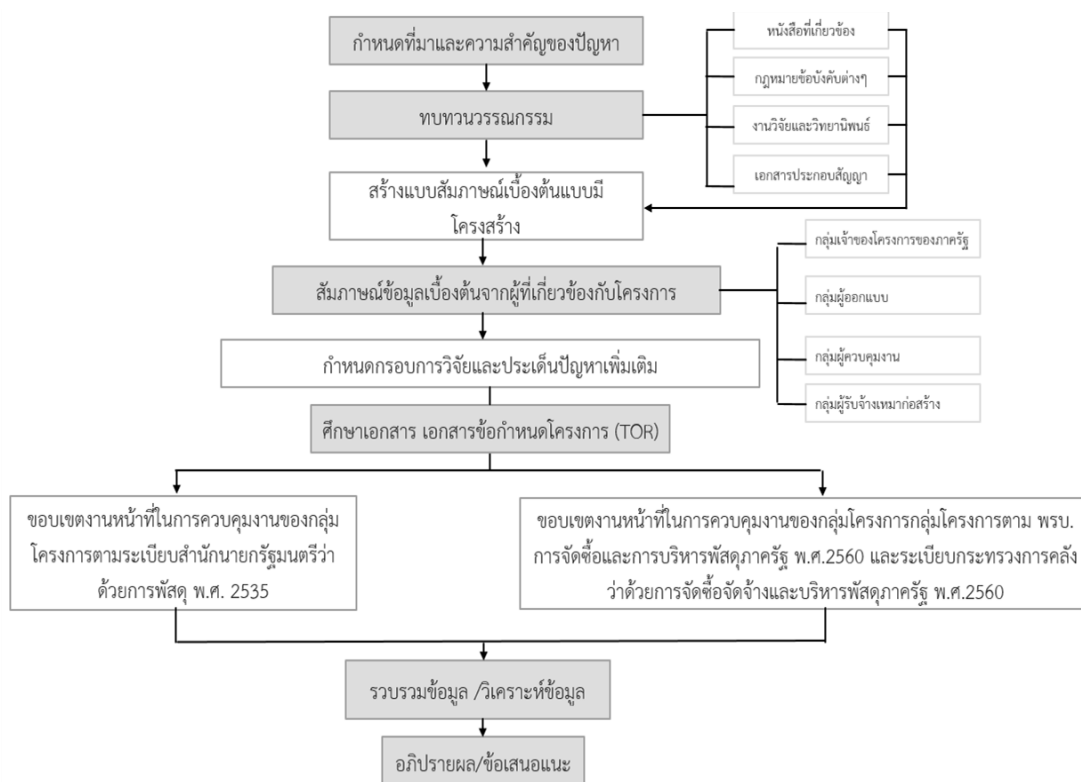 กำหนดที่มาและความสำคัญของปัญหา
ทบทวนวรรณกรรม
หนังสือที่เกี่ยวข้อง
กฎหมายข้อบังคับต่างๆ
งานวิจัยและวิทยานิพนธ์
เอกสารประกอบสัญญา
สร้างแบบสัมภาษณ์เบื้องต้นแบบมี
โครงสร้าง
สัมภาษณ์ข้อมูลเบื้องต้นจากผู้ที่เกี่ยวข้องกับโครงการ
กลุ่มเจ้าของโครงการของภาครัฐ
กลุ่มผู้ออกแบบ
กลุ่มผู้ควบคุมงาน
กลุ่มผู้รับจ้างเหมาก่อสร้าง
กำหนดกรอบการวิจัยและประเด็นปัญหาเพิ่มเติม
ศึกษาเอกสาร เอกสารข้อกำหนดโครงการ (TOR)
ขอบเขตงานหน้าที่ในการควบคุมงานของกลุ่ม
โครงการตามระเบียบสำนักนายกรัฐมนตรีว่า
ด้วยการพัสดุ พ.ศ. 2535
ขอบเขตงานหน้าที่ในการควบคุมงานของกลุ่มโครงการกลุ่มโครงการตาม พรบ.
การจัดซื้อและการบริหารพัสดุภาครัฐ พ.ศ.2560 และระเบียบกระทรวงการคลัง
ว่าด้วยการจัดซื้อจัดจ้างและบริหารพัสดุภาครัฐ พ.ศ.2560
รวบรวมข้อมูล /วิเคราะห์ข้อมูล
อภิปรายผล/ข้อเสนอแนะ